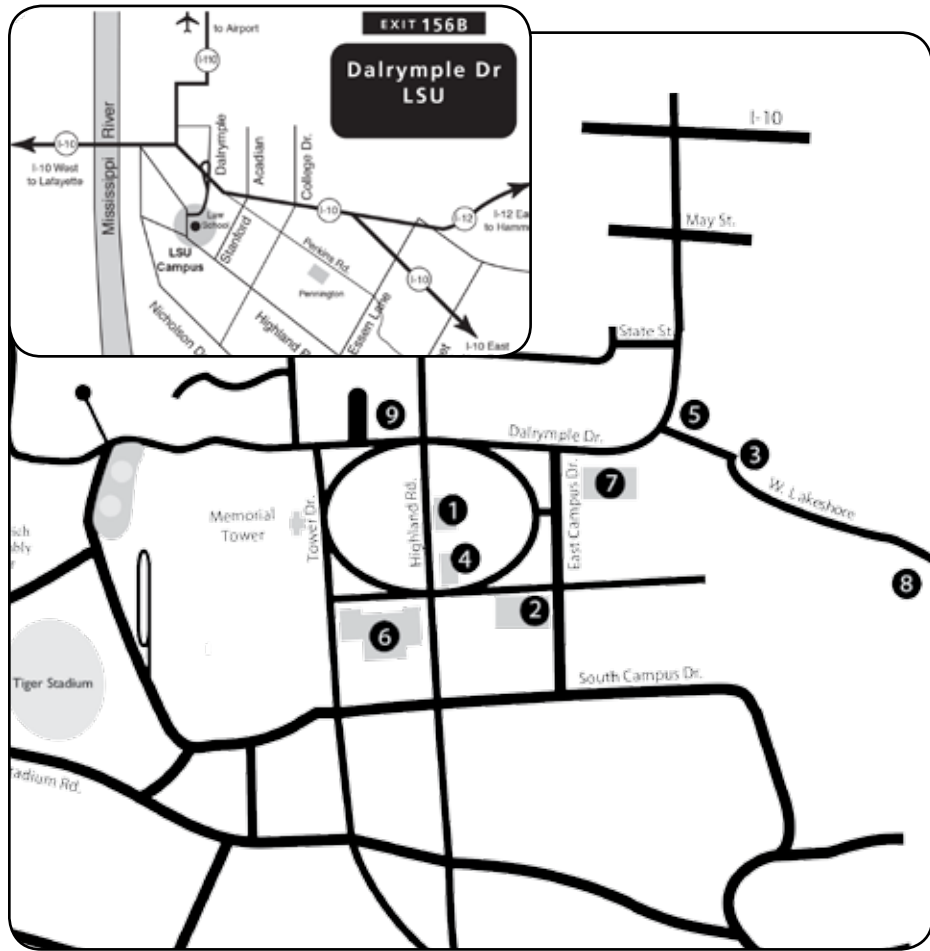 EXIT 156B
Dalrymple Dr
LSU
to Airport
I-110
Mississippi River
I-10
I-10 West
to Lafayette
Dalrymple
Acadian
College Dr.
I-10
I-12
I-12
to
Law
School
LSU
Campus
Stanford
Perkins Rd.
Pennington
I-10
Nicholson
Highland
Essen Lane
I-10 East
I-10
May St.
State St
9
Dalrymple Dr.
5
3
W. Lakeshore
7
8
Memorial
Tower
Tower Dr.
Highland Rd.
East Campus Dr.
1
4
2
6
South Campus Dr.
Tiger Stadium
Rd.